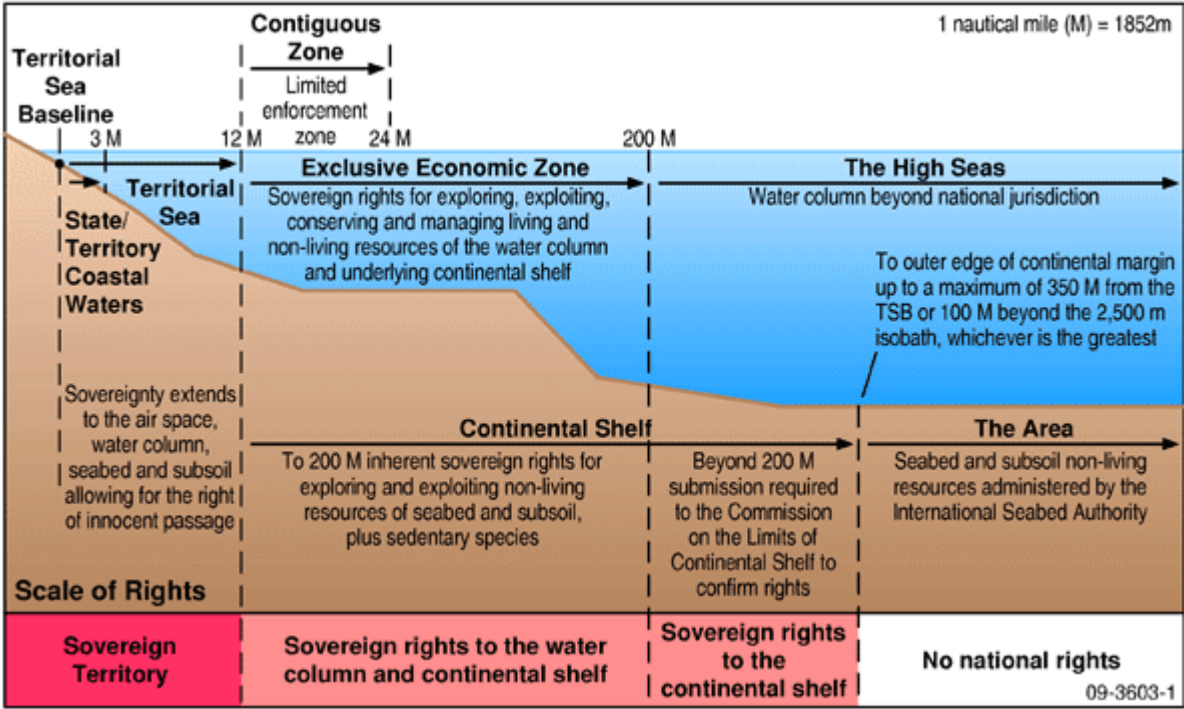 Contiguous
Zone
Limited
enforcement
zone
1 nautical mile (M) = 1852m
Territorial
Sea
Baseline
3 M
12 M
24 M
200 M
Territorial
Sea
State/
Territory
Coastal
Waters
Exclusive Economic Zone
Sovereign rights for exploring, exploiting,
conserving and managing living and
non-living resources of the water column
and underlying continental shelf
The High Seas
Water column beyond national jurisdiction
To outer edge of continental margin
up to a maximum of 350 M from the
TSB or 100 M beyond the 2,500 m
isobath, whichever is the greatest
Sovereignty extends
to the air space,
water column,
seabed and subsoil
allowing for the right
of innocent passage
Continental Shelf
To 200 M inherent sovereign rights for
exploring and exploiting non-living
resources of seabed and subsoil,
plus sedentary species
Beyond 200 M
submission required
to the Commission
on the Limits of
Continental Shelf to
confirm rights
The Area
Seabed and subsoil non-living
resources administered by the
International Seabed Authority
Scale of Rights
Sovereign
Territory
Sovereign rights to the water
column and continental shelf
Sovereign rights
to the
continental shelf
No national rights
09-3603-1